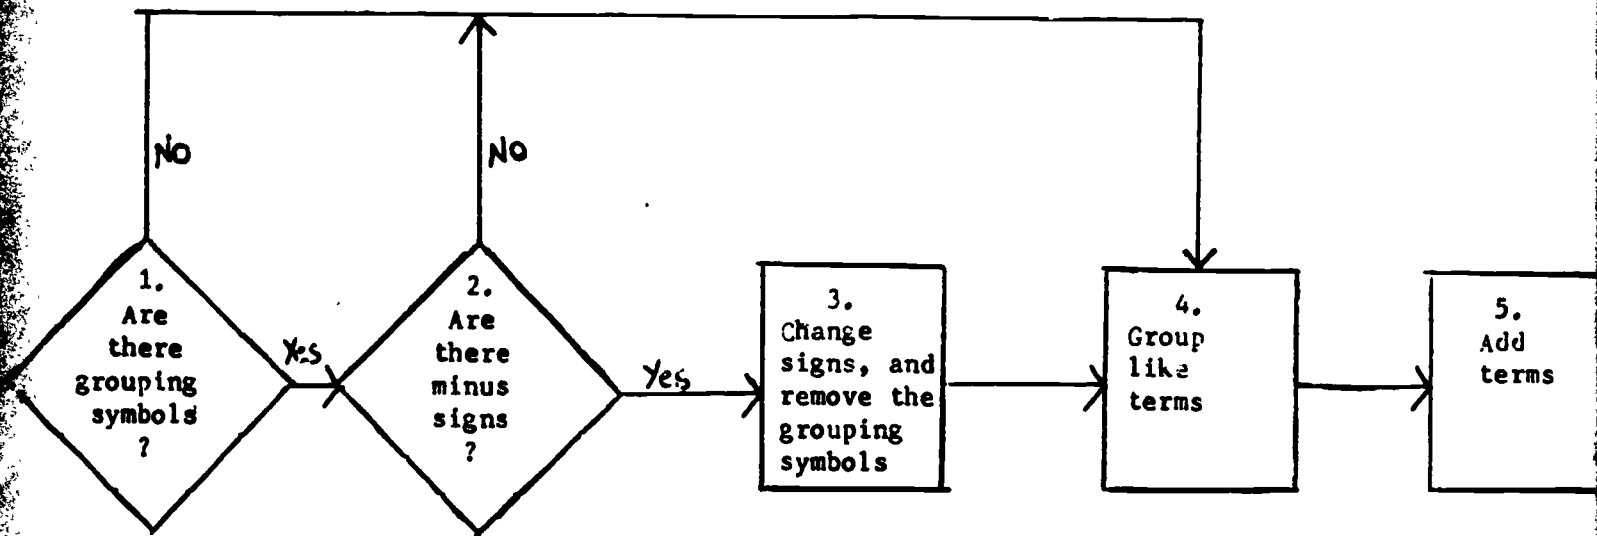 NO
NO
1.
Are
there
grouping
symbols
?
Yes
2.
Are
there
minus
signs
?
Yes
3.
Change
signs, and
remove the
grouping
symbols
4.
Group
like
terms
5.
Add
terms